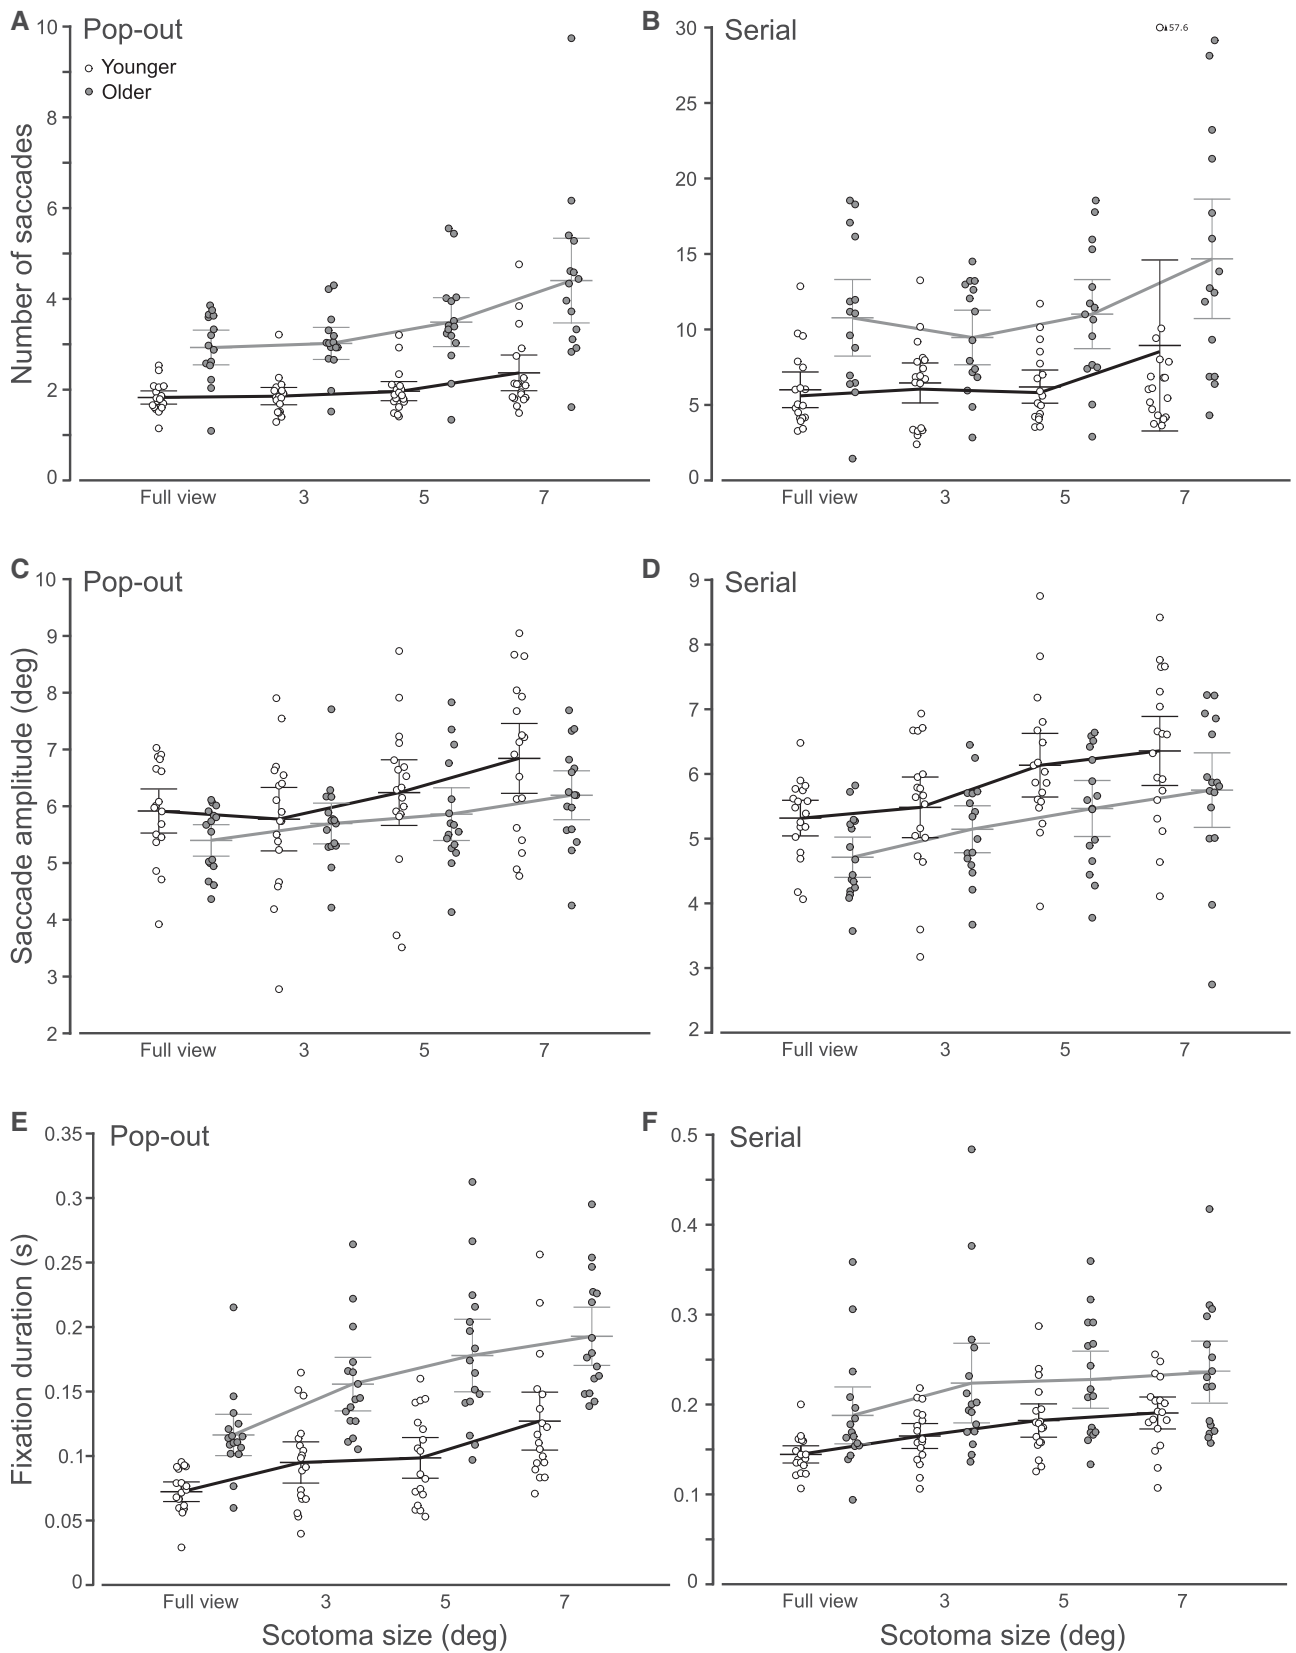 A
Pop-out
Younger
Older
Number of saccades
10
8
6
4
2
0
Full view 3 5 7
B
Serial
57.6
30
25
20
15
10
5
0
Full view 3 5 7
C
Pop-out
Saccade amplitude (deg)
10
9
8
7
6
5
4
3
2
Full view 3 5 7
D
Serial
9
8
7
6
5
4
3
2
Full view 3 5 7
E
Pop-out
Fixation duration (s)
0.35
0.3
0.25
0.2
0.15
0.1
0.05
0
Full view 3 5 7
Scotoma size (deg)
F
Serial
0.5
0.4
0.3
0.2
0.1
0
Full view 3 5 7
Scotoma size (deg)